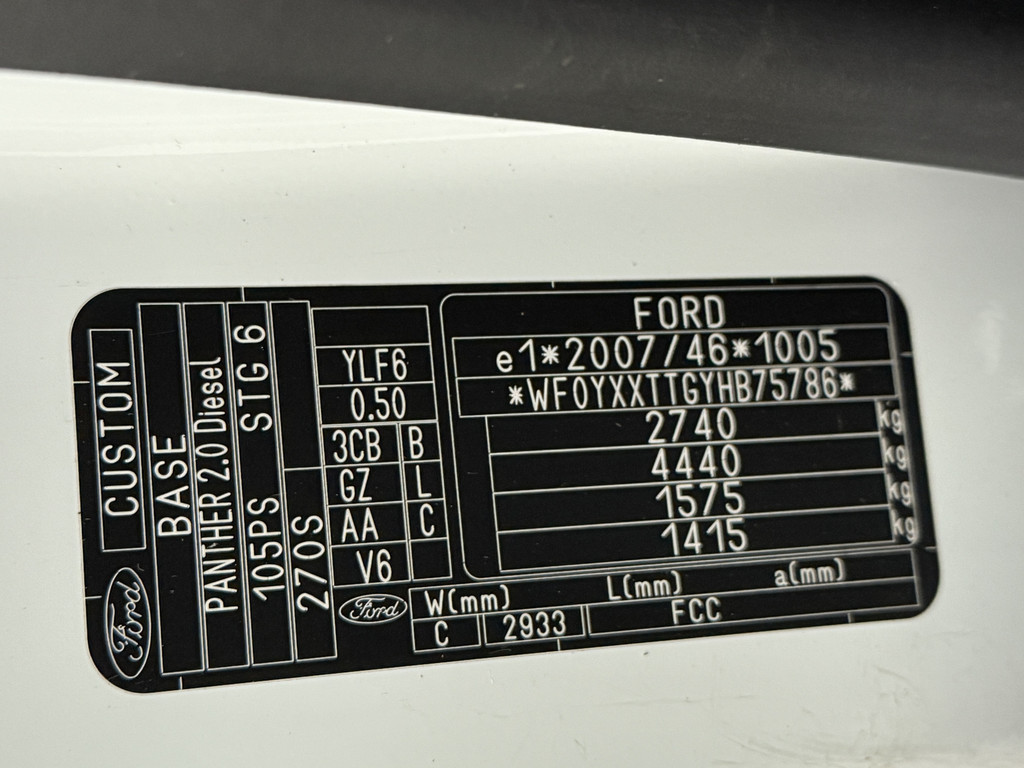 FORD
e1*2007/46*1005
*WF0YXXTTGYHB75786*
2740 kg
4440 kg
1575 kg
1415 kg
W(mm) L(mm) a(mm)
C 2933 FCC
YLF6
0.50
3CB B
GZ L
AA C
V6
Ford
CUSTOM
Ford
BASE
PANTHER 2.0 Diesel
105PS STG.6
270S